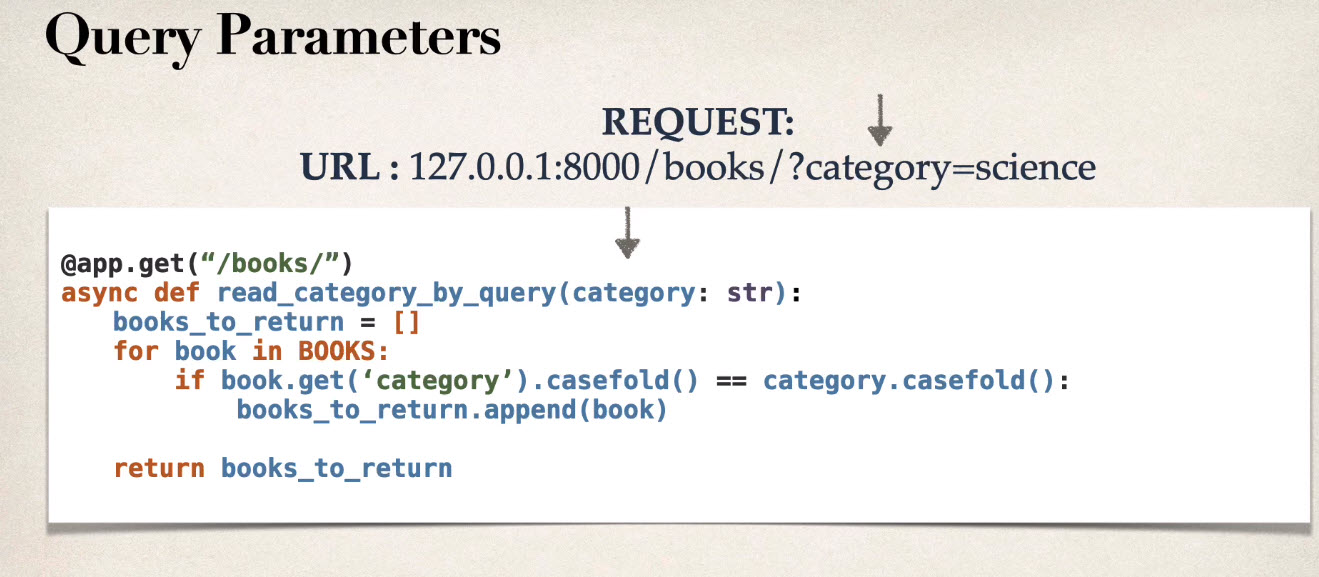 Query Parameters
REQUEST:
URL : 127.0.0.1:8000/books/?category=science
@app.get(“/books/”)
async def read_category_by_query(category: str):
    books_to_return = []
    for book in BOOKS:
        if book.get(‘category’).casefold() == category.casefold():
            books_to_return.append(book)
    return books_to_return